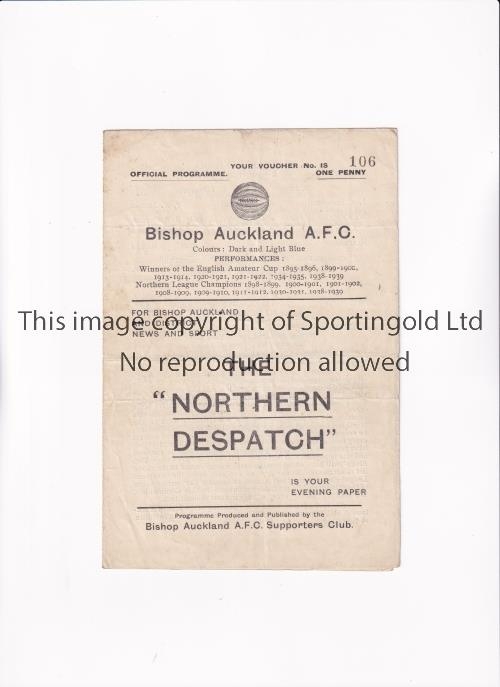 YOUR VOUCHER No. IS 106
OFFICIAL PROGRAMME. ONE PENNY
Bishop Auckland A.F.C.
Colours: Dark and Light Blue
PERFORMANCES:
Winners of the English Amateur Cup 1895-1896, 1899-1900,
1913-1914, 1920-1921, 1921-1922, 1934-1935, 1938-1939
Northern League Champions 1898-1899, 1900-1901, 1901-1902,
1908-1909, 1909-1910, 1911-1912, 1930-1931, 1938-1939
FOR BISHOP AUCKLAND
This image copyright of Sportingold Ltd
AND DISTRICT
NEWS AND SPORT
No reproduction allowed
THE
"NORTHERN
DESPATCH"
IS YOUR
EVENING PAPER
Programme Produced and Published by the
Bishop Auckland A.F.C. Supporters Club.